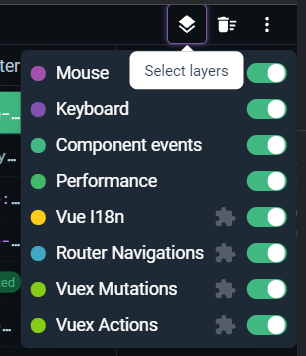 Select layers
Mouse
Keyboard
Component events
Performance
Vue I18n
Router Navigations
Vuex Mutations
Vuex Actions